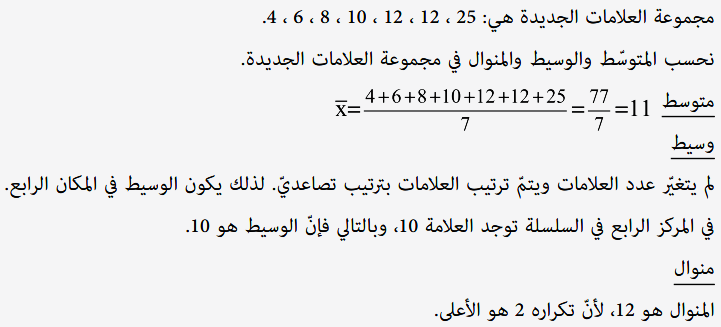 مجموعة العلامات الجديدة هي: 25 ، 12 ، 12 ، 10 ، 8 ، 6 ، 4.
نحسب المتوسّط والوسيط والمنوال في مجموعة العلامات الجديدة.
متوسط x̄=(4+6+8+10+12+12+25)/7=77/7=11
وسيط
لم يتغيّر عدد العلامات ويتمّ ترتيب العلامات بترتيب تصاعديّ. لذلك يكون الوسيط في المكان الرابع.
في المركز الرابع في السلسلة توجد العلامة 10، وبالتالي فإنّ الوسيط هو 10.
منوال
المنوال هو 12، لأنّ تكراره 2 هو الأعلى.